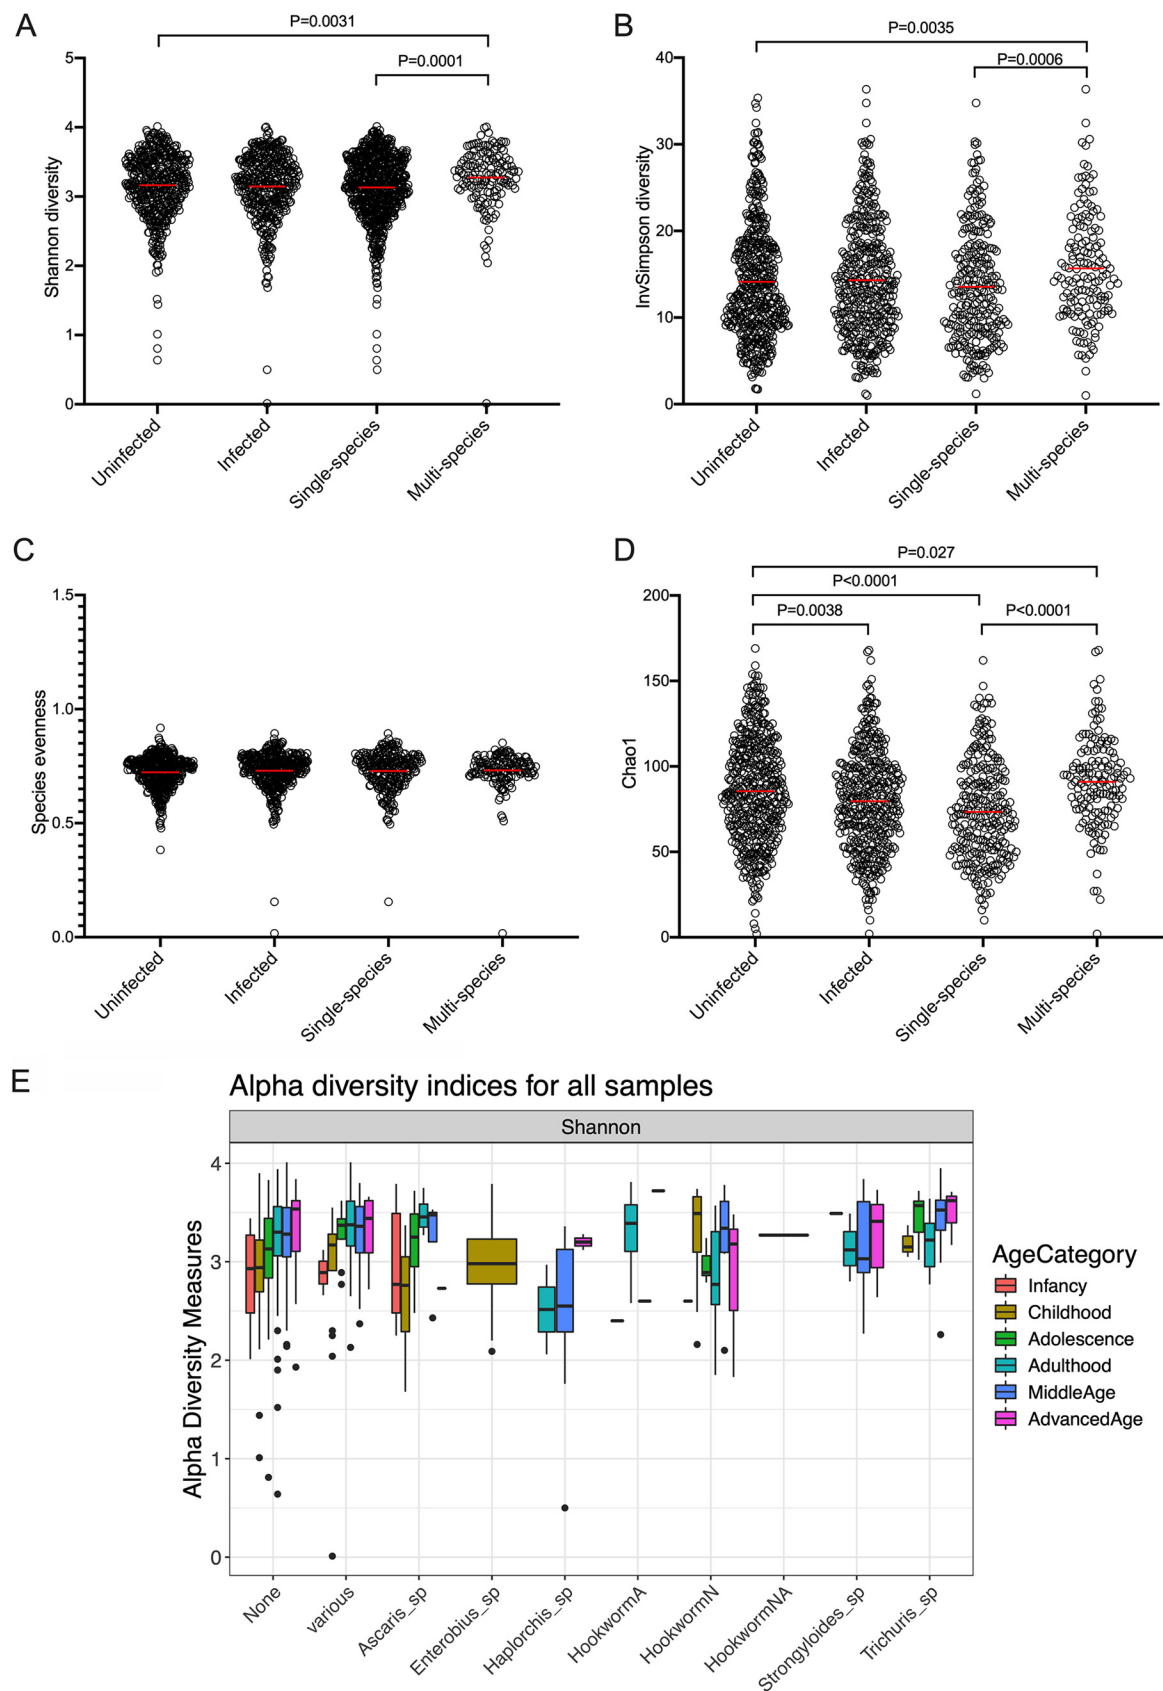 A
P=0.0031
P=0.0001
5
4
3
2
1
0
Shannon diversity
Uninfected
Infected
Single-species
Multi-species
B
P=0.0035
P=0.0006
40
30
20
10
0
InvSimpson diversity
Uninfected
Infected
Single-species
Multi-species
C
1.5
1.0
0.5
0.0
Species evenness
Uninfected
Infected
Single-species
Multi-species
D
P=0.027
P<0.0001
P=0.0038
P<0.0001
200
150
100
50
0
Chao1
Uninfected
Infected
Single-species
Multi-species
E
Alpha diversity indices for all samples
Shannon
4
3
2
1
0
Alpha Diversity Measures
None
various
Ascaris_sp
Enterobius_sp
Haplorchis_sp
HookwormA
HookwormN
HookwormNA
Strongyloides_sp
Trichuris_sp
AgeCategory
Infancy
Childhood
Adolescence
Adulthood
MiddleAge
AdvancedAge